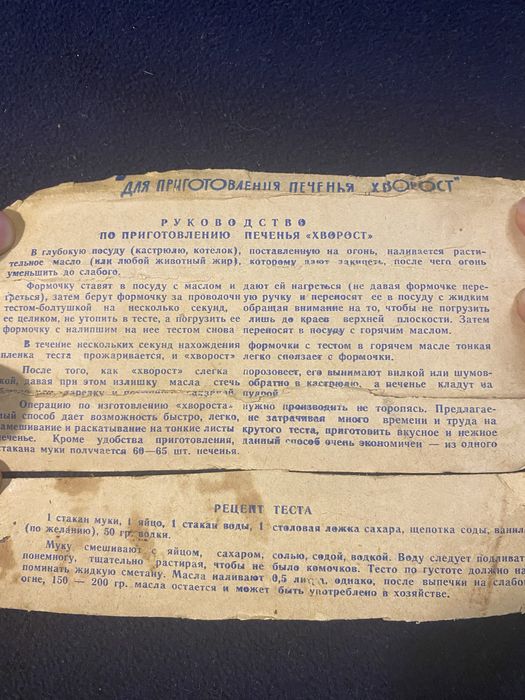 "ДЛЯ ПРИГОТОВЛЕНИЯ ПЕЧЕНЬЯ „ХВОРОСТ"
РУКОВОДСТВО
ПО ПРИГОТОВЛЕНИЮ ПЕЧЕНЬЯ «ХВОРОСТ»
В глубокую посуду (кастрюлю, котелок), поставленную на огонь, наливается расти-
тельное масло (или любой животный жир), которому дают закипеть, после чего огонь
уменьшить до слабого.
Формочку ставят в посуду с маслом и дают ей нагреться (не давая формочке пере-
греться), затем берут формочку за проволочную ручку и переносят ее в посуду с жидким
тестом-болтушкой на несколько секунд, обращая внимание на то, чтобы не погрузить
ее целиком, не утопить в тесте, а погрузить ее лишь до краев верхней плоскости. Затем
формочку с налипшим на нее тестом снова переносят в посуду с горячим маслом.
В течение нескольких секунд нахождения формочки с тестом в горячем масле тонкая
пленка теста прожаривается, и «хворост» легко сползает с формочки.
После того, как «хворост» слегка порозовеет, его вынимают вилкой или шумов-
кой, давая при этом излишку масла стечь обратно в кастрюлю, а печенье кладут на
пудрой.
Операцию по изготовлению «хвороста» нужно производить не торопясь. Предлагае-
мый способ дает возможность быстро, легко, не затрачивая много времени и труда на
замешивание и раскатывание на тонкие листы крутого теста, приготовить вкусное и нежное
печенье. Кроме удобства приготовления, данный способ очень экономичен — из одного
стакана муки получается 60—65 шт. печенья.
РЕЦЕПТ ТЕСТА
1 стакан муки, 1 яйцо, 1 стакан воды, 1 столовая ложка сахара, щепотка соды, ванил
(по желанию), 50 гр. водки.
Муку смешивают с яйцом, сахаром, солью, содой, водкой. Воду следует подливат
понемногу, тщательно растирая, чтобы не было комочков. Тесто по густоте должно на
поминать жидкую сметану. Масла наливают 0,5 литра, однако, после выпечки на слабо
огне, 150 — 200 гр. масла остается и может быть употреблено в хозяйстве.